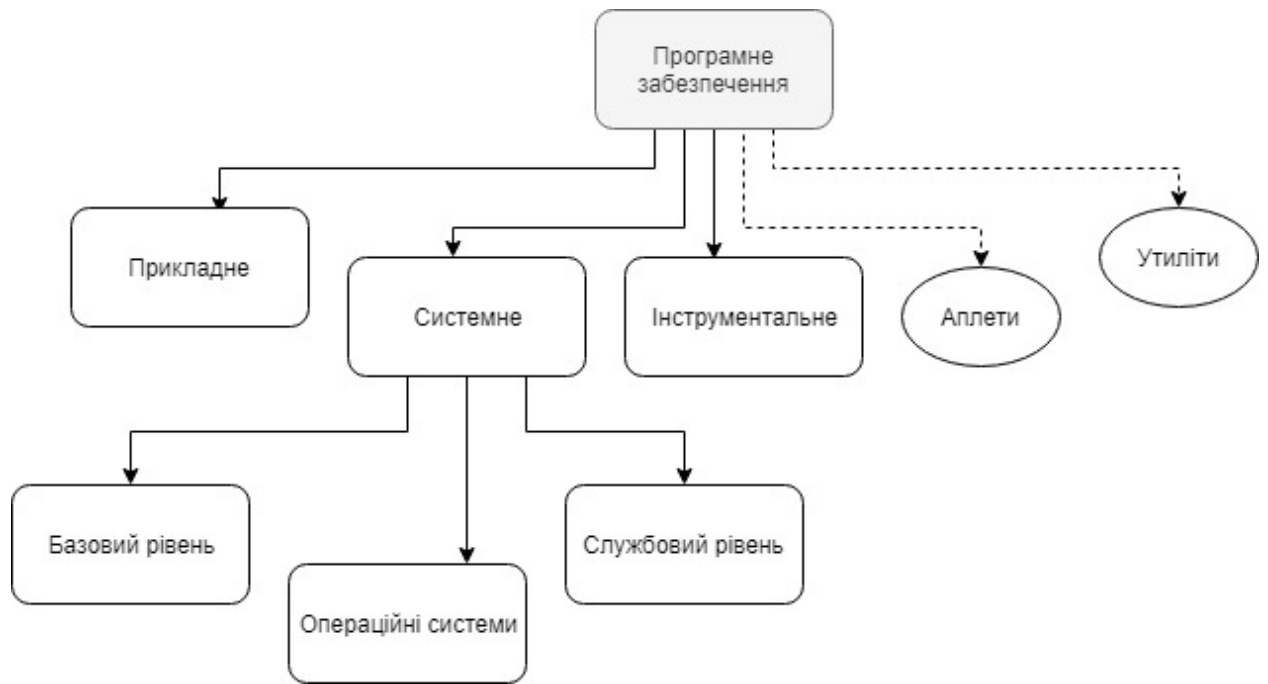 Програмне
забезпечення
Прикладне
Системне
Інструментальне
Аплети
Утиліти
Базовий рівень
Операційні системи
Службовий рівень